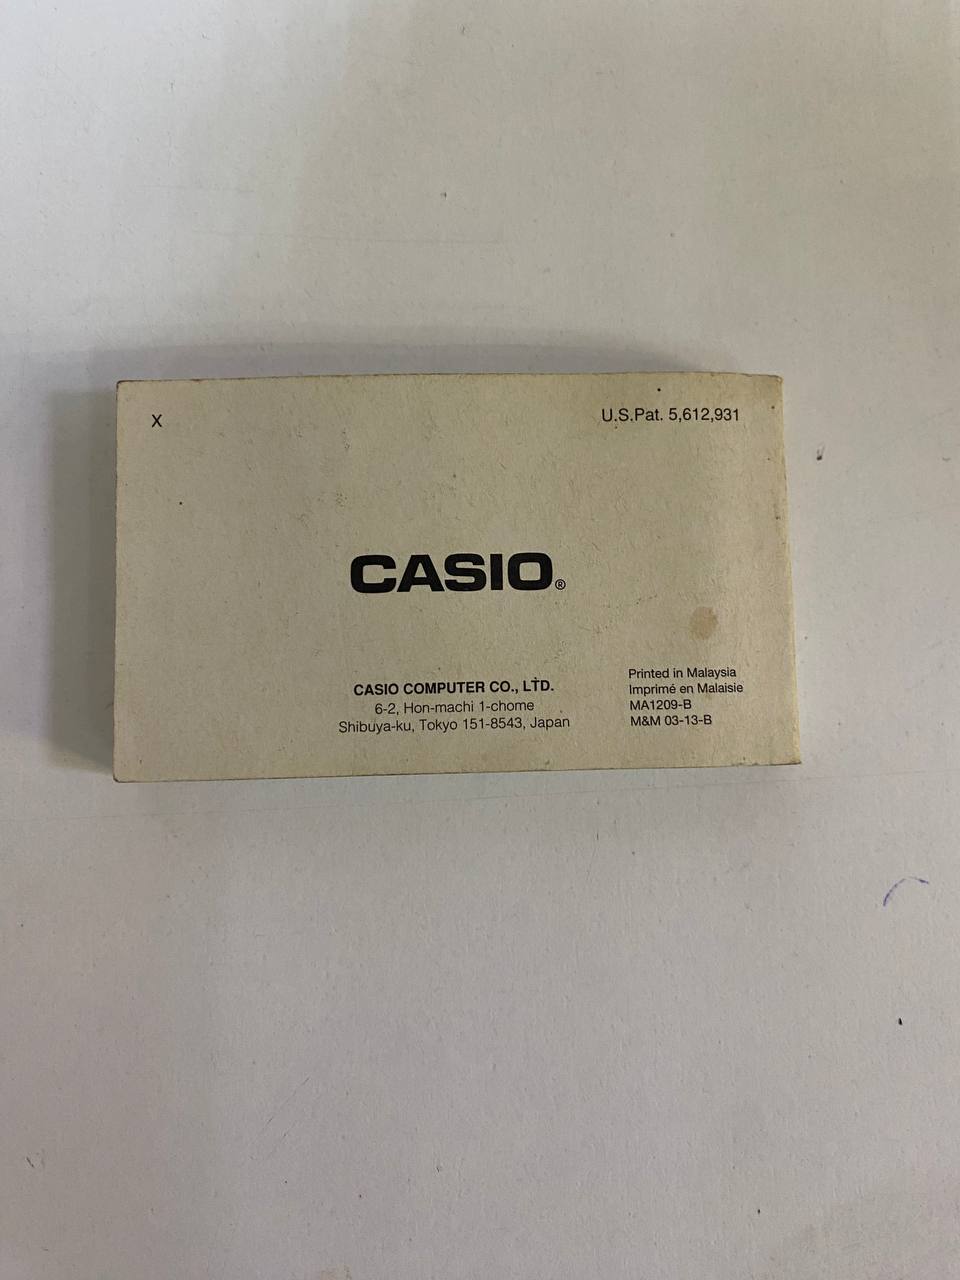 X
U.S.Pat. 5,612,931
CASIO®
CASIO COMPUTER CO., LTD.
6-2, Hon-machi 1-chome
Shibuya-ku, Tokyo 151-8543, Japan
Printed in Malaysia
Imprimé en Malaisie
MA1209-B
M&M 03-13-B